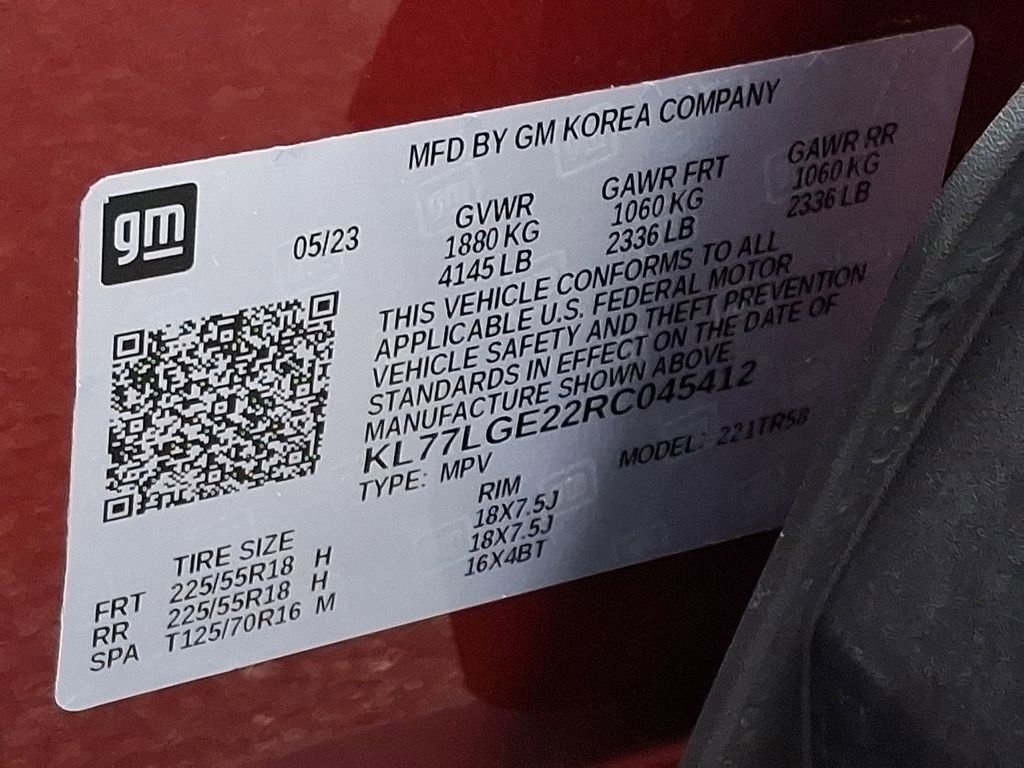 gm
MFD BY GM KOREA COMPANY
05/23
GVWR
1880 KG
4145 LB
GAWR FRT
1060 KG
2336 LB
GAWR RR
1060 KG
2336 LB
THIS VEHICLE CONFORMS TO ALL
APPLICABLE U.S. FEDERAL MOTOR
VEHICLE SAFETY AND THEFT PREVENTION
STANDARDS IN EFFECT ON THE DATE OF
MANUFACTURE SHOWN ABOVE.
KL77LGE22RC045412
TYPE: MPV
MODEL: 221TR58
TIRE SIZE
RIM
FRT 225/55R18 H 18X7.5J
RR 225/55R18 H 18X7.5J
SPA T125/70R16 M 16X4BT